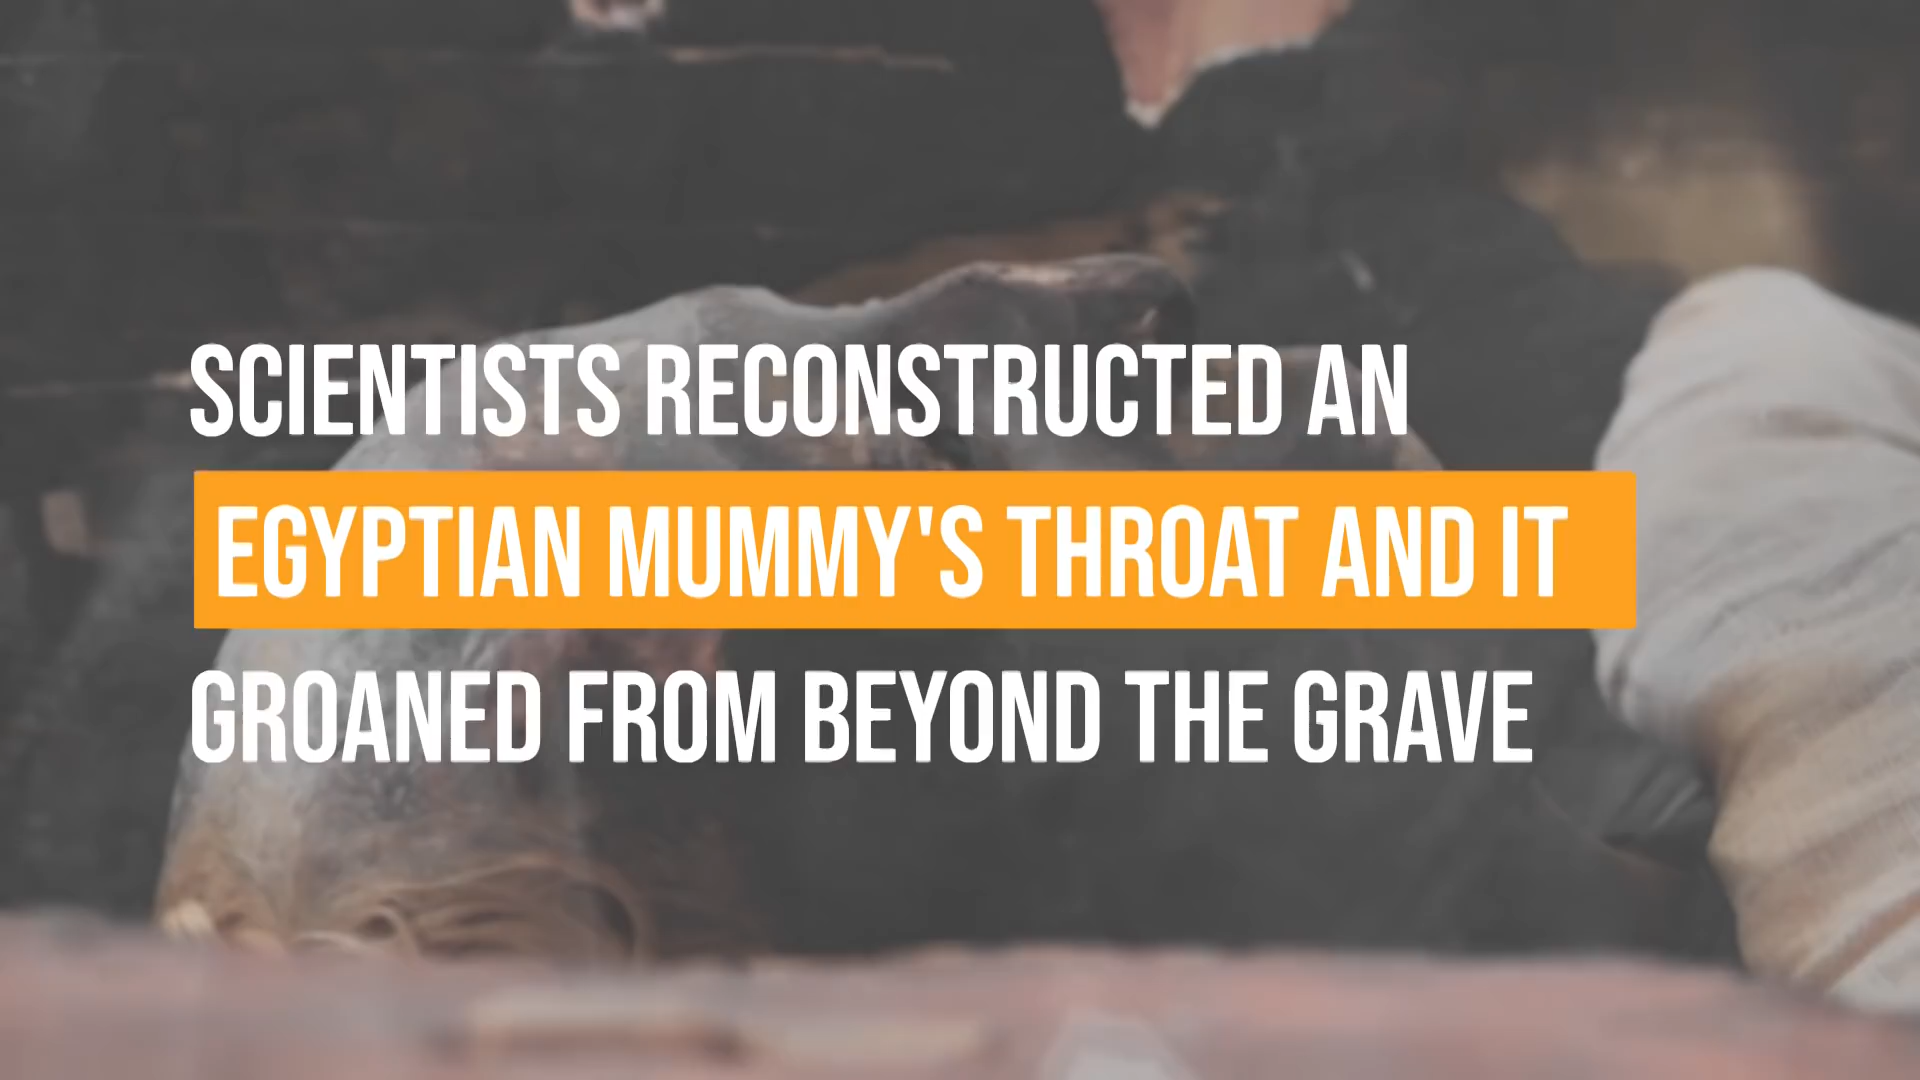 SCIENTISTS RECONSTRUCTED AN
EGYPTIAN MUMMY'S THROAT AND IT
GROANED FROM BEYOND THE GRAVE